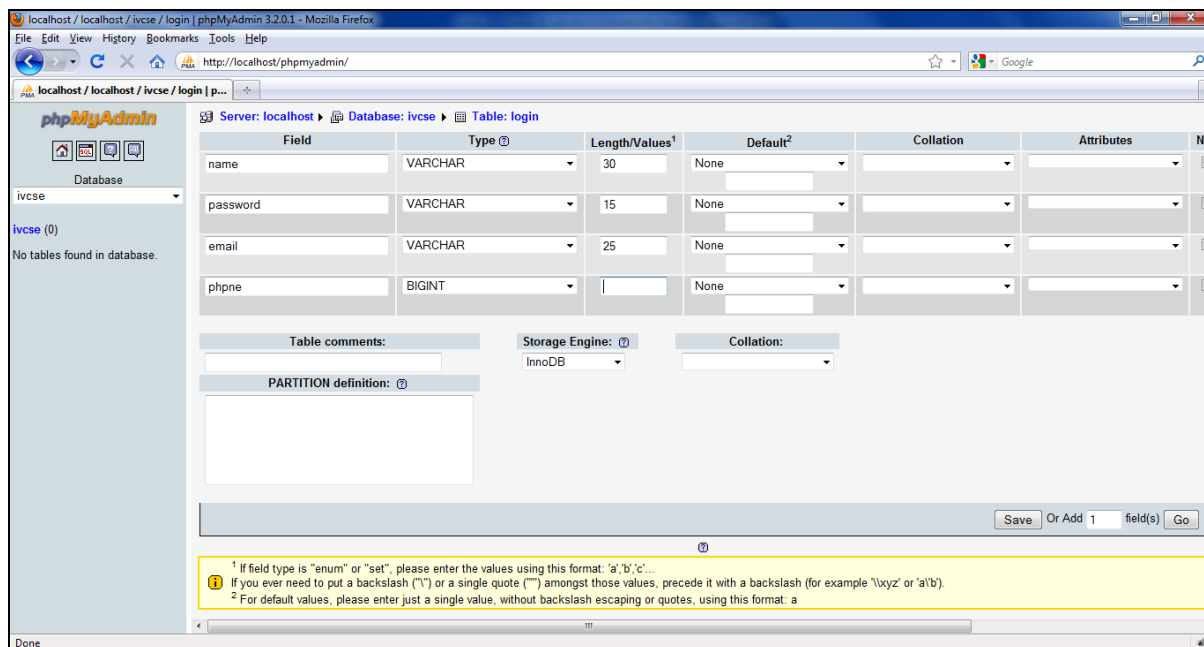 localhost / localhost / ivcse / login | phpMyAdmin 3.2.0.1 - Mozilla Firefox
File Edit View History Bookmarks Tools Help
PMA http://localhost/phpmyadmin/ Google
PMA localhost / localhost / ivcse / login | p...
phpMyAdmin
SQL
Database
ivcse
ivcse (0)
No tables found in database.
Server: localhost Database: ivcse Table: login
Field Type Length/Values1 Default2 Collation Attributes N
name VARCHAR 30 None
password VARCHAR 15 None
email VARCHAR 25 None
phpne BIGINT None
Table comments: Storage Engine: Collation:
InnoDB
PARTITION definition:
Save Or Add 1 field(s) Go
1 If field type is "enum" or "set", please enter the values using this format: 'a','b','c'...
If you ever need to put a backslash ("\") or a single quote ("'") amongst those values, precede it with a backslash (for example '\\xyz' or 'a\'b').
2 For default values, please enter just a single value, without backslash escaping or quotes, using this format: a
Done